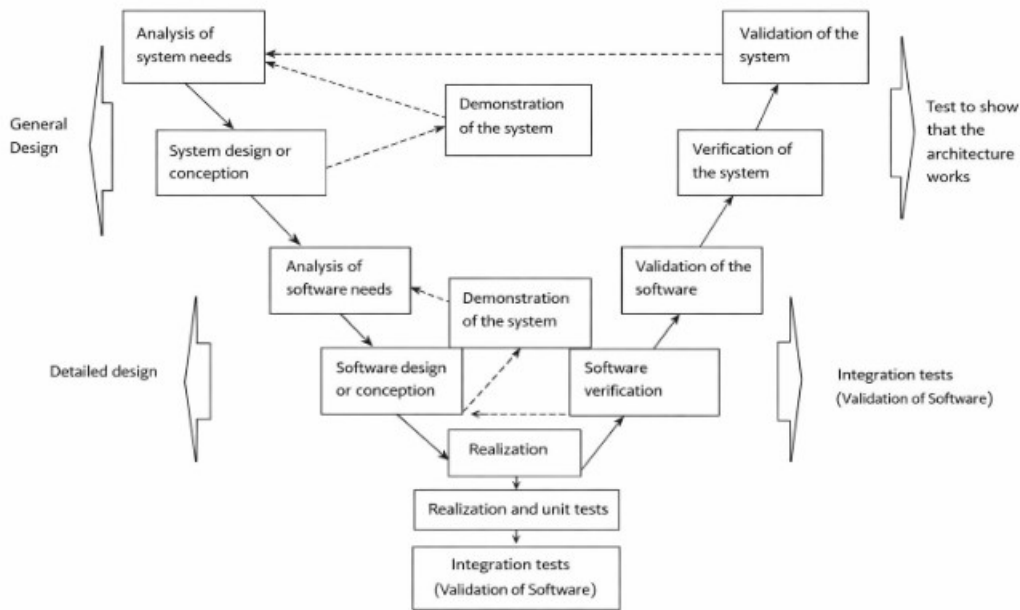 Analysis of
system needs
Validation of the
system
General
Design
Demonstration
of the system
Test to show
that the
architecture
works
System design or
conception
Verification of
the system
Analysis of
software needs
Validation of the
software
Demonstration
of the system
Detailed design
Software design
or conception
Software
verification
Integration tests
(Validation of Software)
Realization
Realization and unit tests
Integration tests
(Validation of Software)